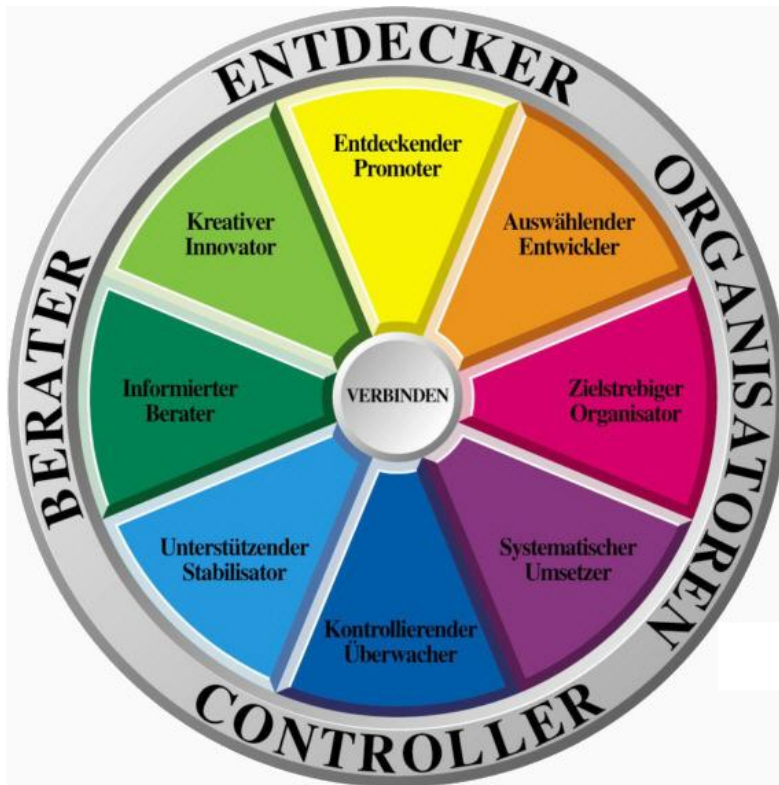 ENTDECKER
ORGANISATOREN
CONTROLLER
BERATER
Entdeckender
Promoter
Auswählender
Entwickler
Zielstrebiger
Organisator
Systematischer
Umsetzer
Kontrollierender
Überwacher
Unterstützender
Stabilisator
Informierter
Berater
Kreativer
Innovator
VERBINDEN